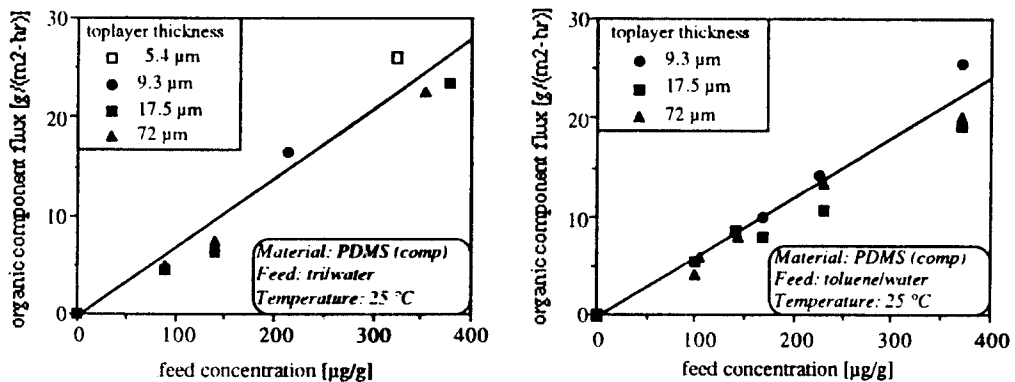 organic component flux [g/(m2-hr)]
30
20
10
0
toplayer thickness
5.4 µm
9.3 µm
17.5 µm
72 µm
Material: PDMS (comp)
Feed: tri/water
Temperature: 25 °C
0
100
200
300
400
feed concentration [µg/g]
organic component flux [g/(m2-hr)]
30
20
10
0
toplayer thickness
9.3 µm
17.5 µm
72 µm
Material: PDMS (comp)
Feed: toluene/water
Temperature: 25 °C
0
100
200
300
400
feed concentration [µg/g]